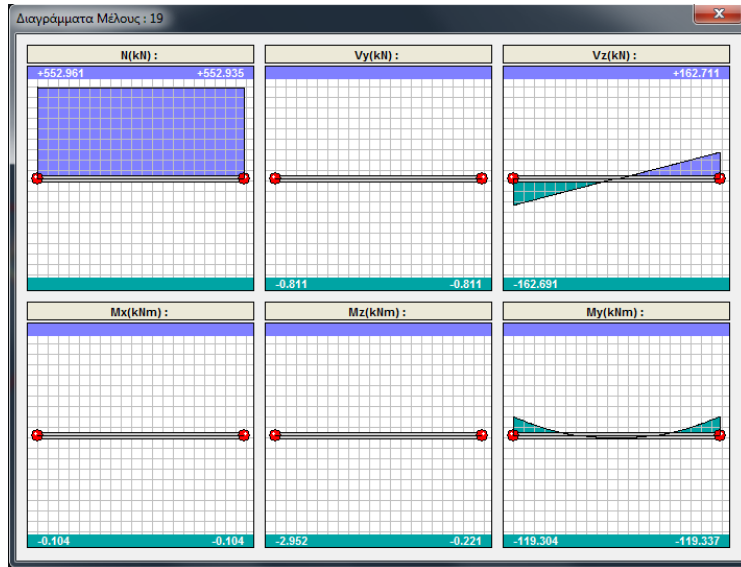 Διαγράμματα Μέλους : 19
N(kN) :
Vy(kN) :
Vz(kN) :
+552.961 +552.935
+162.711
-0.811 -0.811
-162.691
Mx(kNm) :
Mz(kNm) :
My(kNm) :
-0.104 -0.104
-2.952 -0.221
-119.304 -119.337